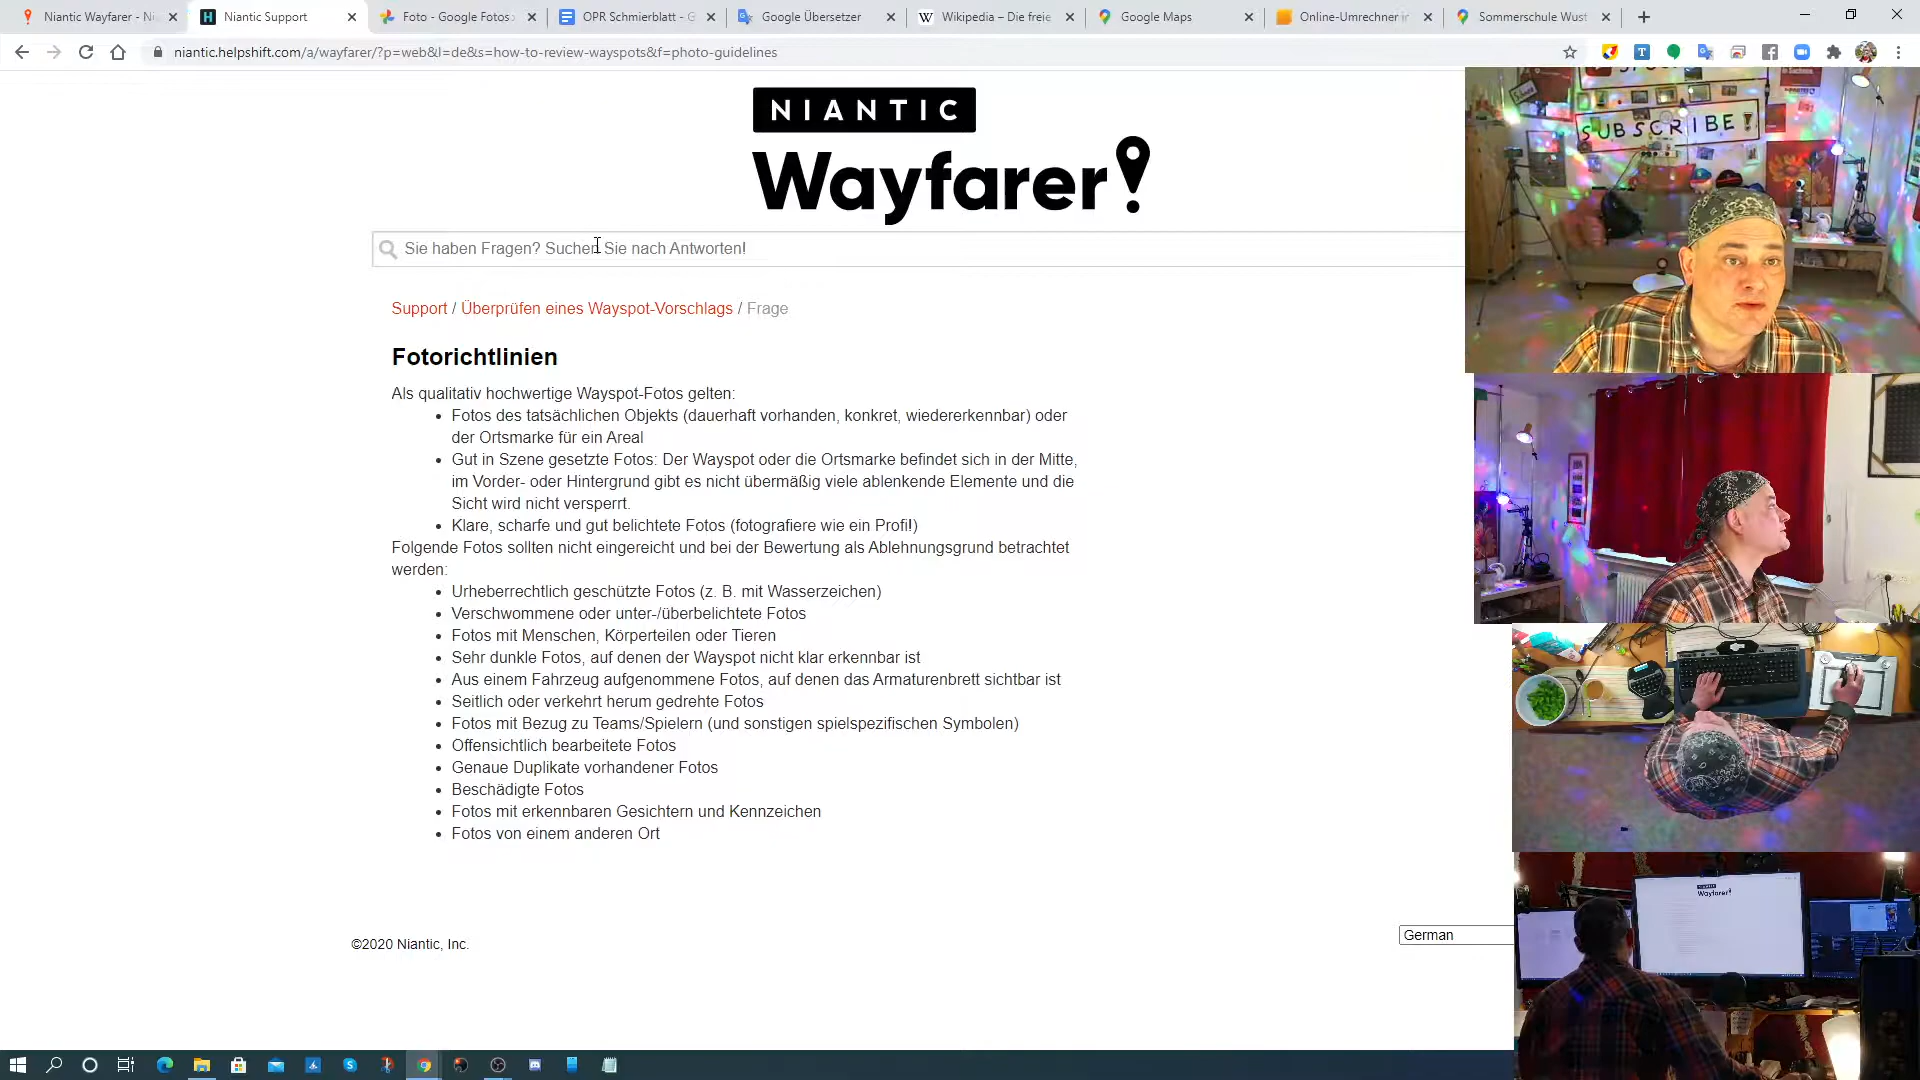 Niantic Wayfarer - Ni
Niantic Support
Foto - Google Fotos
OPR Schmierblatt - G
Google Übersetzer
Wikipedia – Die freie
Google Maps
Online-Umrechner i
Sommerschule Wust
niantic.helpshift.com/a/wayfarer/?p=web&l=de&s=how-to-review-wayspots&f=photo-guidelines
NIANTIC
Wayfarer
Sie haben Fragen? Suchen Sie nach Antworten!
Support / Überprüfen eines Wayspot-Vorschlags / Frage
Fotorichtlinien
Als qualitativ hochwertige Wayspot-Fotos gelten:
• Fotos des tatsächlichen Objekts (dauerhaft vorhanden, konkret, wiedererkennbar) oder
der Ortsmarke für ein Areal
• Gut in Szene gesetzte Fotos: Der Wayspot oder die Ortsmarke befindet sich in der Mitte,
im Vorder- oder Hintergrund gibt es nicht übermäßig viele ablenkende Elemente und die
Sicht wird nicht versperrt.
• Klare, scharfe und gut belichtete Fotos (fotografiere wie ein Profi!)
Folgende Fotos sollten nicht eingereicht und bei der Bewertung als Ablehnungsgrund betrachtet
werden:
• Urheberrechtlich geschützte Fotos (z. B. mit Wasserzeichen)
• Verschwommene oder unter-/überbelichtete Fotos
• Fotos mit Menschen, Körperteilen oder Tieren
• Sehr dunkle Fotos, auf denen der Wayspot nicht klar erkennbar ist
• Aus einem Fahrzeug aufgenommene Fotos, auf denen das Armaturenbrett sichtbar ist
• Seitlich oder verkehrt herum gedrehte Fotos
• Fotos mit Bezug zu Teams/Spielern (und sonstigen spielspezifischen Symbolen)
• Offensichtlich bearbeitete Fotos
• Genaue Duplikate vorhandener Fotos
• Beschädigte Fotos
• Fotos mit erkennbaren Gesichtern und Kennzeichen
• Fotos von einem anderen Ort
©2020 Niantic, Inc.
German
SUBSCRIBE!
NIANTIC
Wayfarer